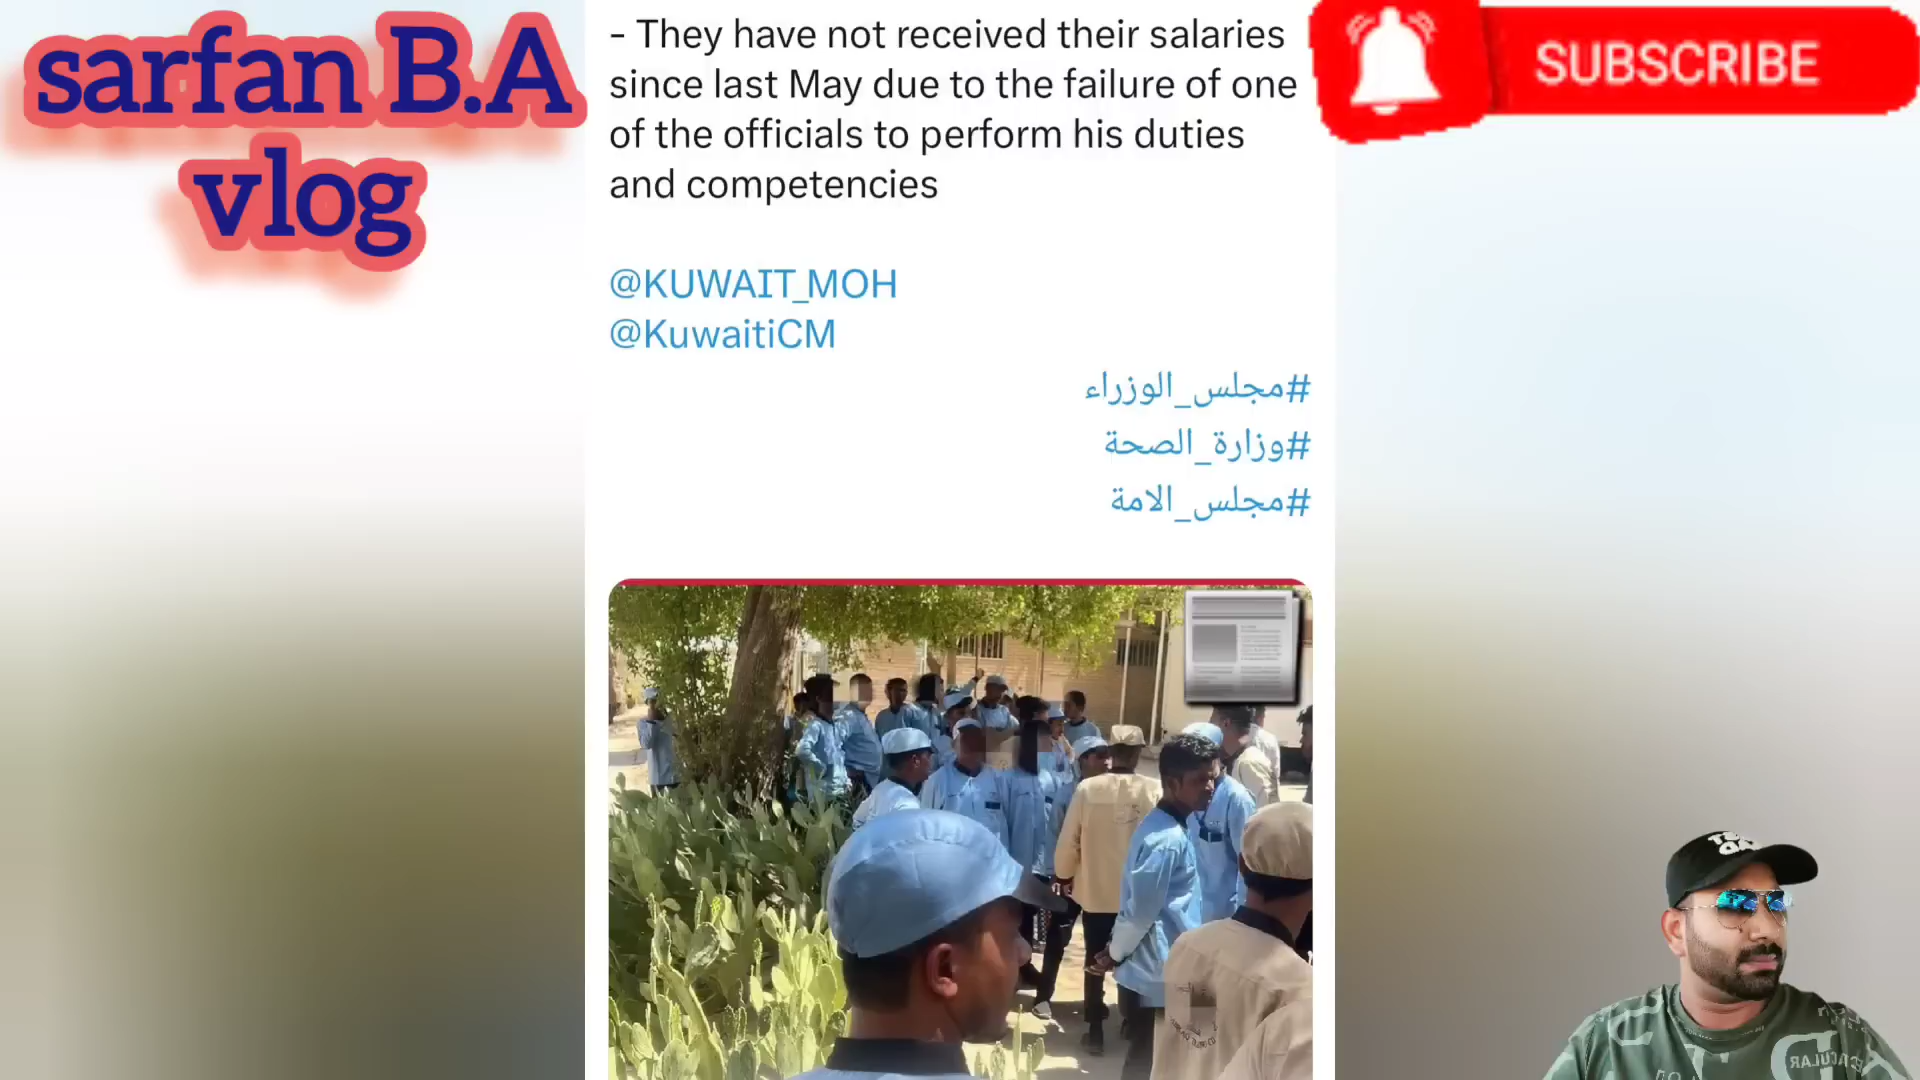 sarfan B.A
vlog
- They have not received their salaries
since last May due to the failure of one
of the officials to perform his duties
and competencies
@KUWAIT_MOH
@KuwaitiCM
#مجلس_الوزراء
#وزارة_الصحة
#مجلس_الامة
SUBSCRIBE